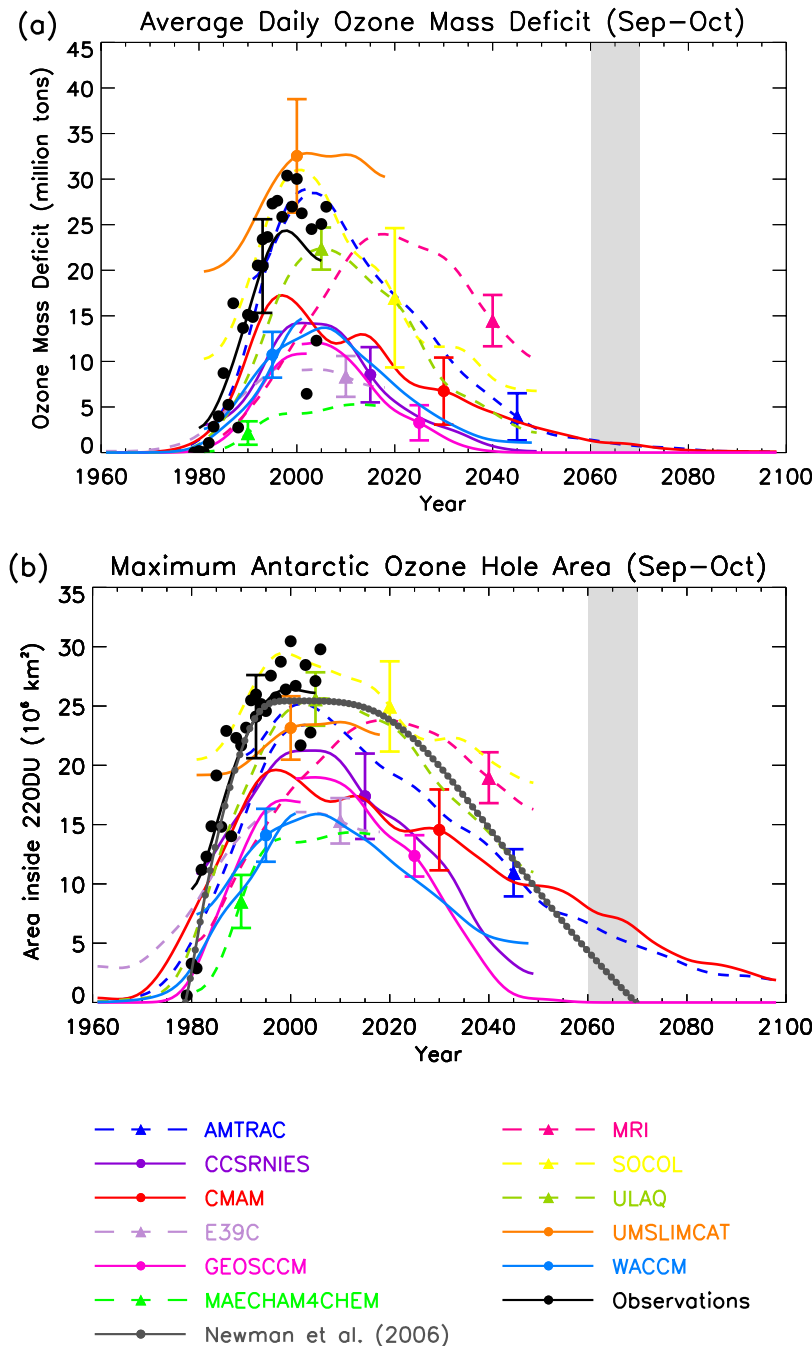 (a) Average Daily Ozone Mass Deficit (Sep-Oct)
Ozone Mass Deficit (million tons)
45
40
35
30
25
20
15
10
5
0
1960 1980 2000 2020 2040 2060 2080 2100
Year
(b) Maximum Antarctic Ozone Hole Area (Sep-Oct)
Area inside 220DU (10⁶ km²)
35
30
25
20
15
10
5
0
1960 1980 2000 2020 2040 2060 2080 2100
Year
AMTRAC
CCSRNIES
CMAM
E39C
GEOSCCM
MAECHAM4CHEM
Newman et al. (2006)
MRI
SOCOL
ULAQ
UMSLIMCAT
WACCM
Observations